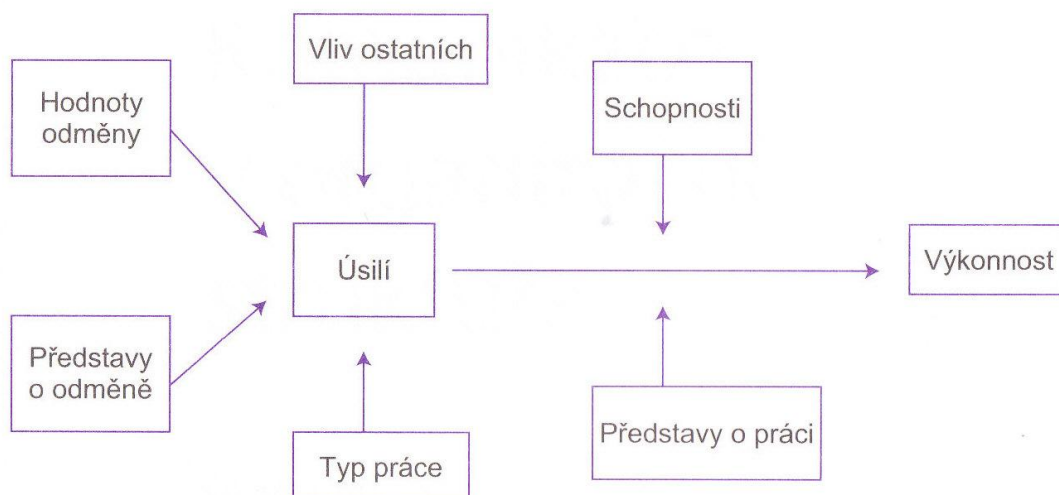 Vliv ostatních
Hodnoty
odměny
Schopnosti
Úsilí
Výkonnost
Představy
o odměně
Představy o práci
Typ práce